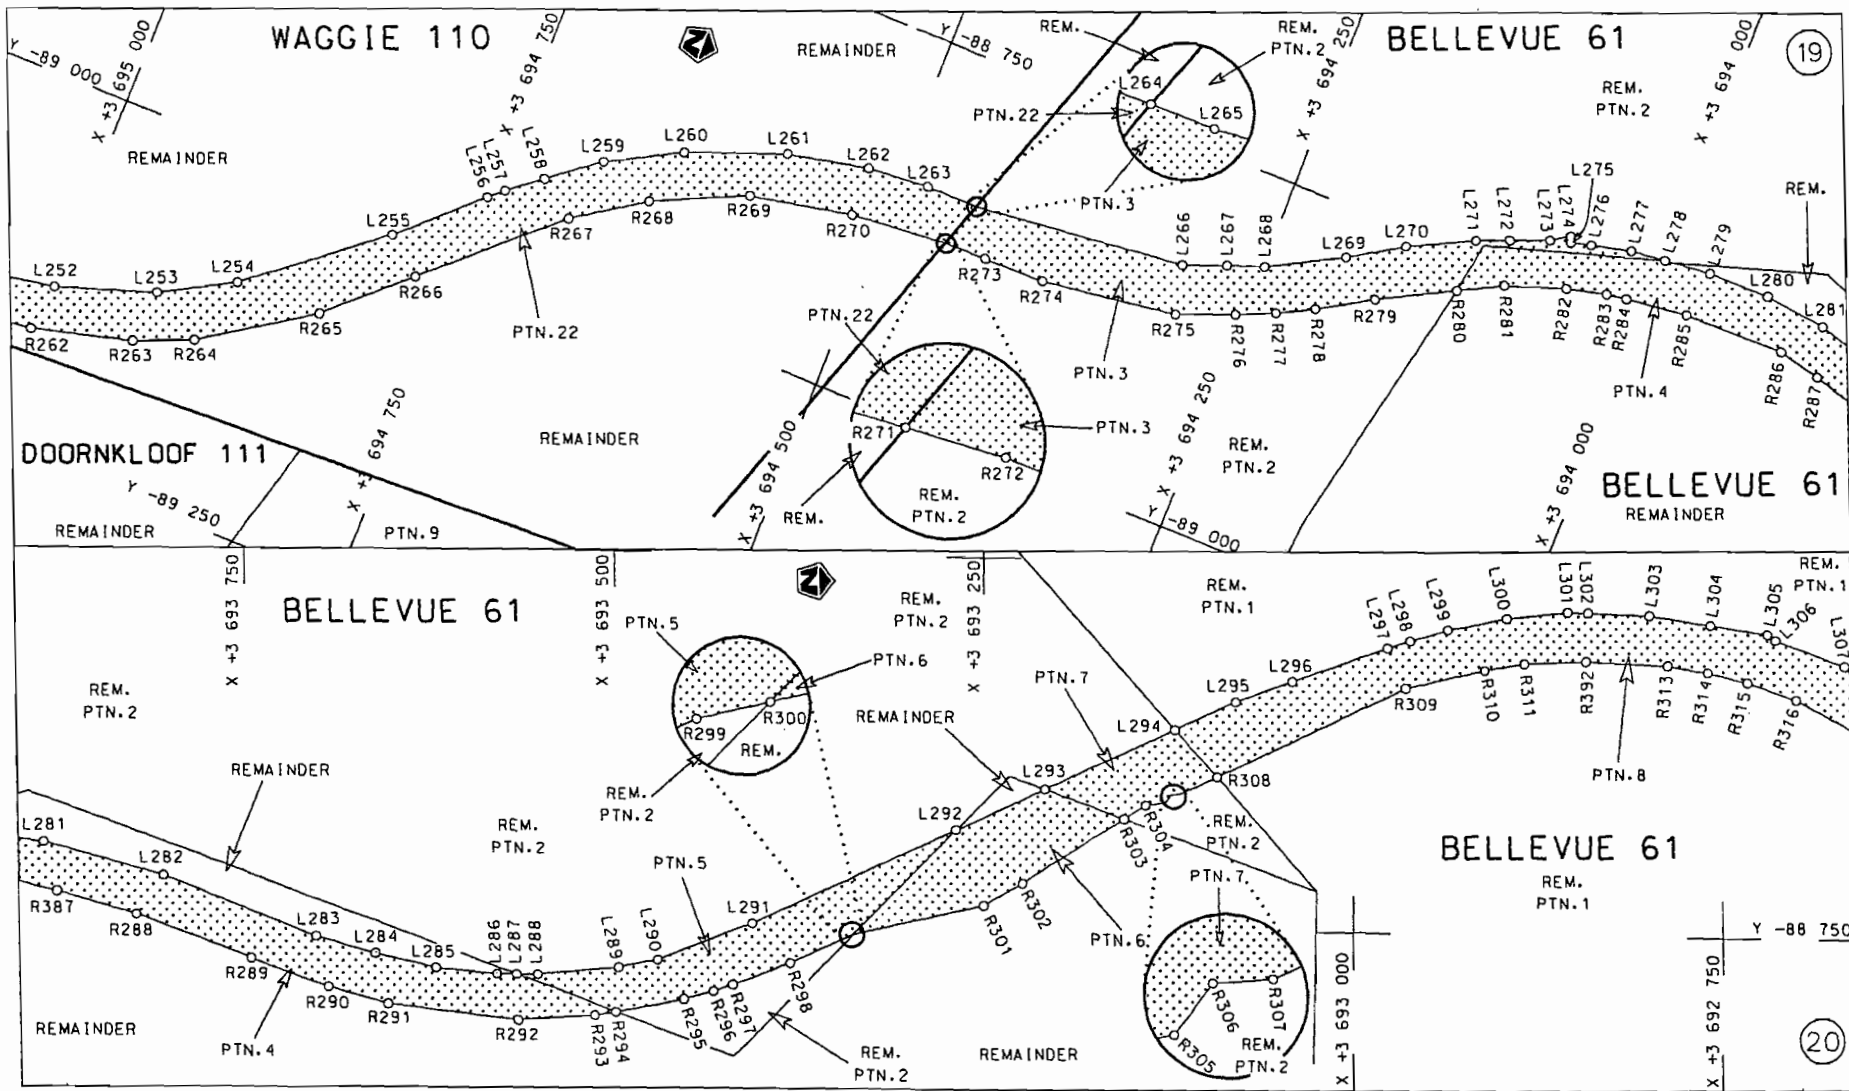 WAGGIE 110
BELLEVUE 61
19
Y -89 000
X +3 695 000
X +3 694 750
REMAINDER
Y -88 750
REM.
REM.
PTN.2
X +3 694 250
X +3 694 000
REM.
PTN.2
REMAINDER
L264
L265
PTN.22
PTN.3
L252
L253
L254
L255
L256
L257
L258
L259
L260
L261
L262
L263
L266
L267
L268
L269
L270
L271
L272
L273
L274
L275
L276
L277
L278
L279
L280
L281
REM.
R262
R263
R264
R265
R266
R267
R268
R269
R270
R273
R274
R275
R276
R277
R278
R279
R280
R281
R282
R283
R284
R285
R286
R287
PTN.22
PTN.22
PTN.3
PTN.4
R271
R272
PTN.3
REM.
REM.
PTN.2
DOORNKLOOF 111
Y -89 250
REMAINDER
X +3 694 750
PTN.9
REMAINDER
X +3 694 500
X +3 694 250
Y -89 000
REM.
PTN.2
X +3 694 000
BELLEVUE 61
REMAINDER
X +3 693 750
BELLEVUE 61
X +3 693 500
N
PTN.5
PTN.6
R299
R300
REM.
REM.
PTN.2
REM.
PTN.2
X +3 693 250
REM.
PTN.1
REM.
PTN.1
REM.
PTN.2
REMAINDER
REM.
PTN.2
REMAINDER
PTN.7
PTN.5
L281
L282
L283
L284
L285
L286
L287
L288
L289
L290
L291
L292
L293
L294
L295
L296
L297
L298
L299
L300
L301
L302
L303
L304
L305
L306
L307
R387
R288
R289
R290
R291
R292
R293
R294
R295
R296
R297
R298
R301
R302
R303
R304
R308
R309
R310
R311
R392
R313
R314
R315
R316
PTN.8
REM.
PTN.2
PTN.7
PTN.6
R305
R306
R307
REM.
PTN.2
BELLEVUE 61
REM.
PTN.1
REMAINDER
PTN.4
REM.
PTN.2
REMAINDER
X +3 693 000
X +3 692 750
Y -88 750
20